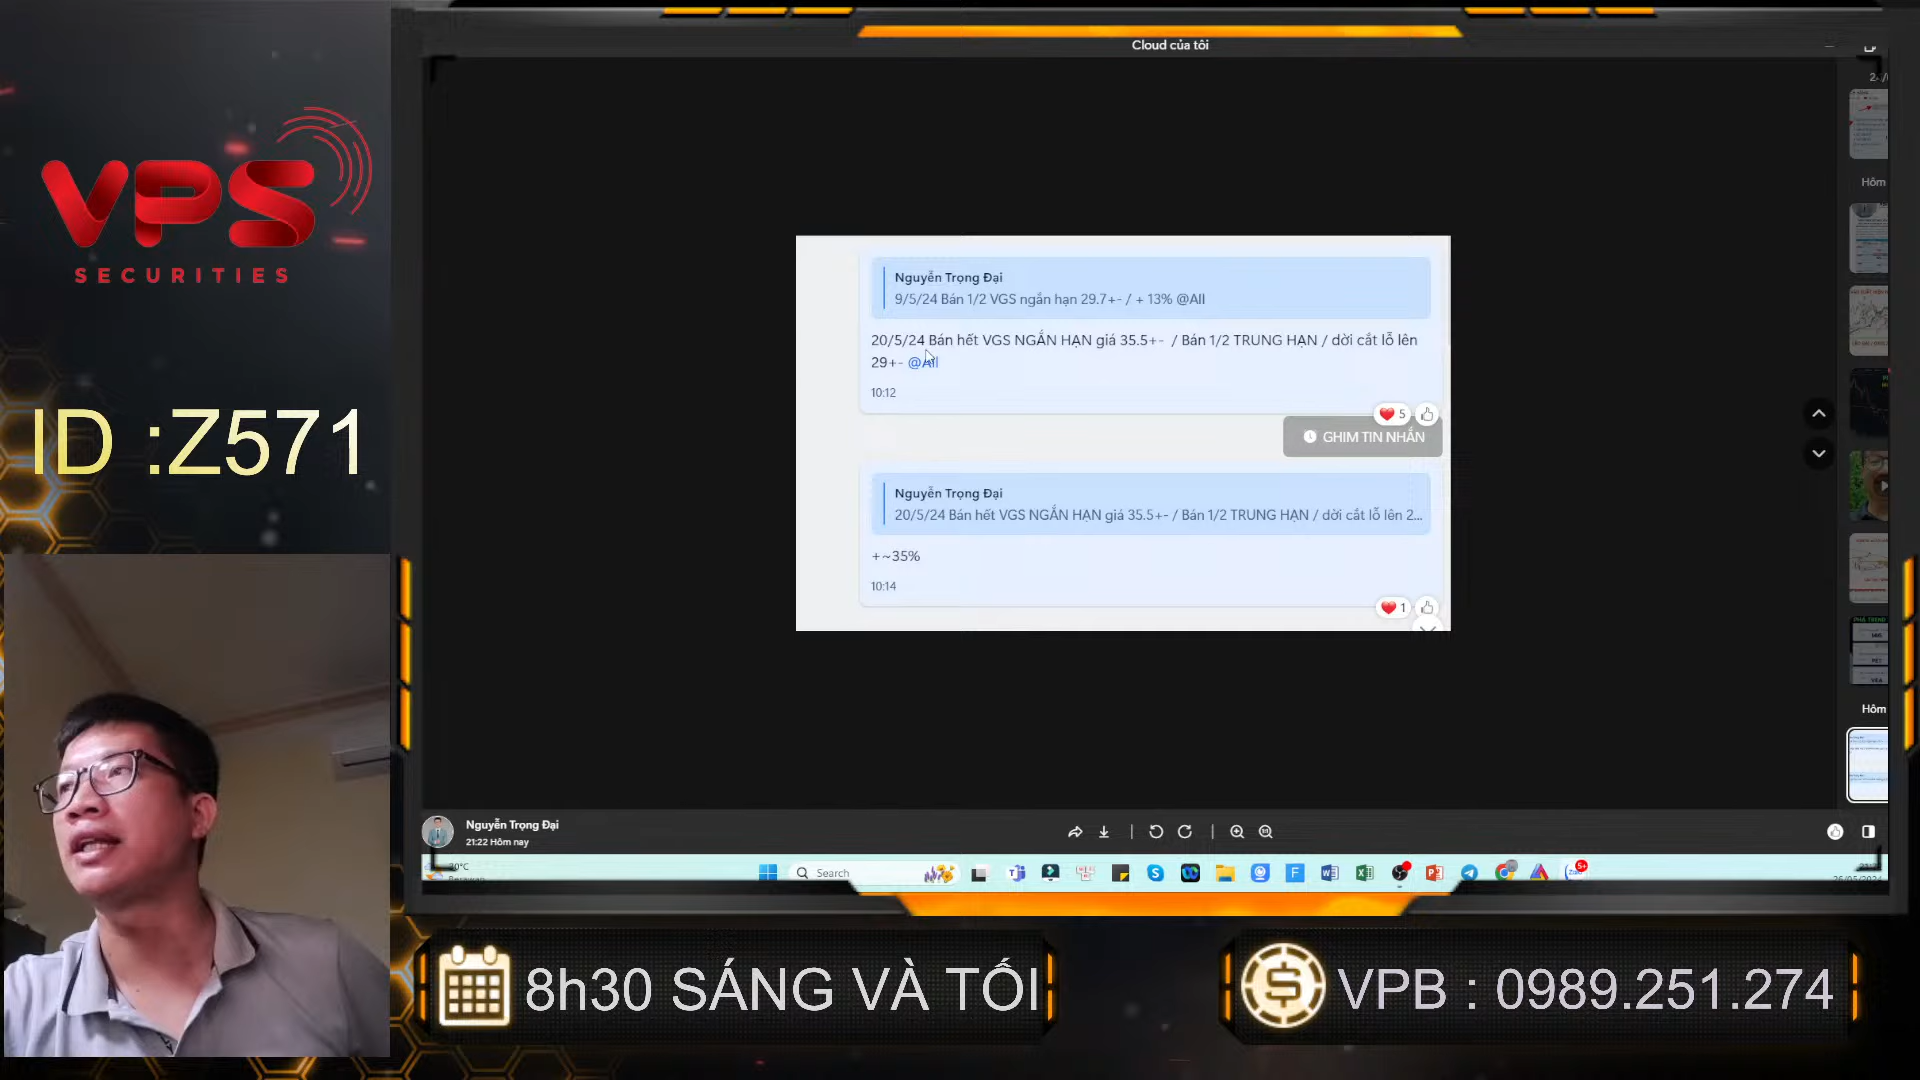 Cloud của tôi
VPS
SECURITIES
ID :Z571
Nguyễn Trọng Đại
9/5/24 Bán 1/2 VGS ngắn hạn 29.7+- / + 13% @All
20/5/24 Bán hết VGS NGẮN HẠN giá 35.5+- / Bán 1/2 TRUNG HẠN / dời cắt lỗ lên
29+- @All
10:12
5
GHIM TIN NHẮN
Nguyễn Trọng Đại
20/5/24 Bán hết VGS NGẮN HẠN giá 35.5+- / Bán 1/2 TRUNG HẠN / dời cắt lỗ lên 2...
+~35%
10:14
1
Hôm
Hôm
Nguyễn Trọng Đại
21:22 Hôm nay
30°C
Search
26/05/2024
8h30 SÁNG VÀ TỐI
VPB : 0989.251.274